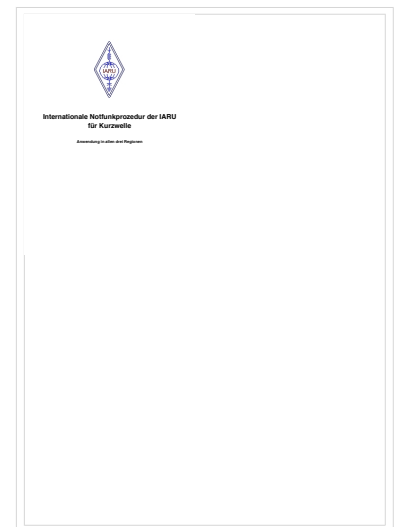 IARU
Internationale Notfunkprozedur der IARU
für Kurzwelle
Anwendung in allen drei Regionen